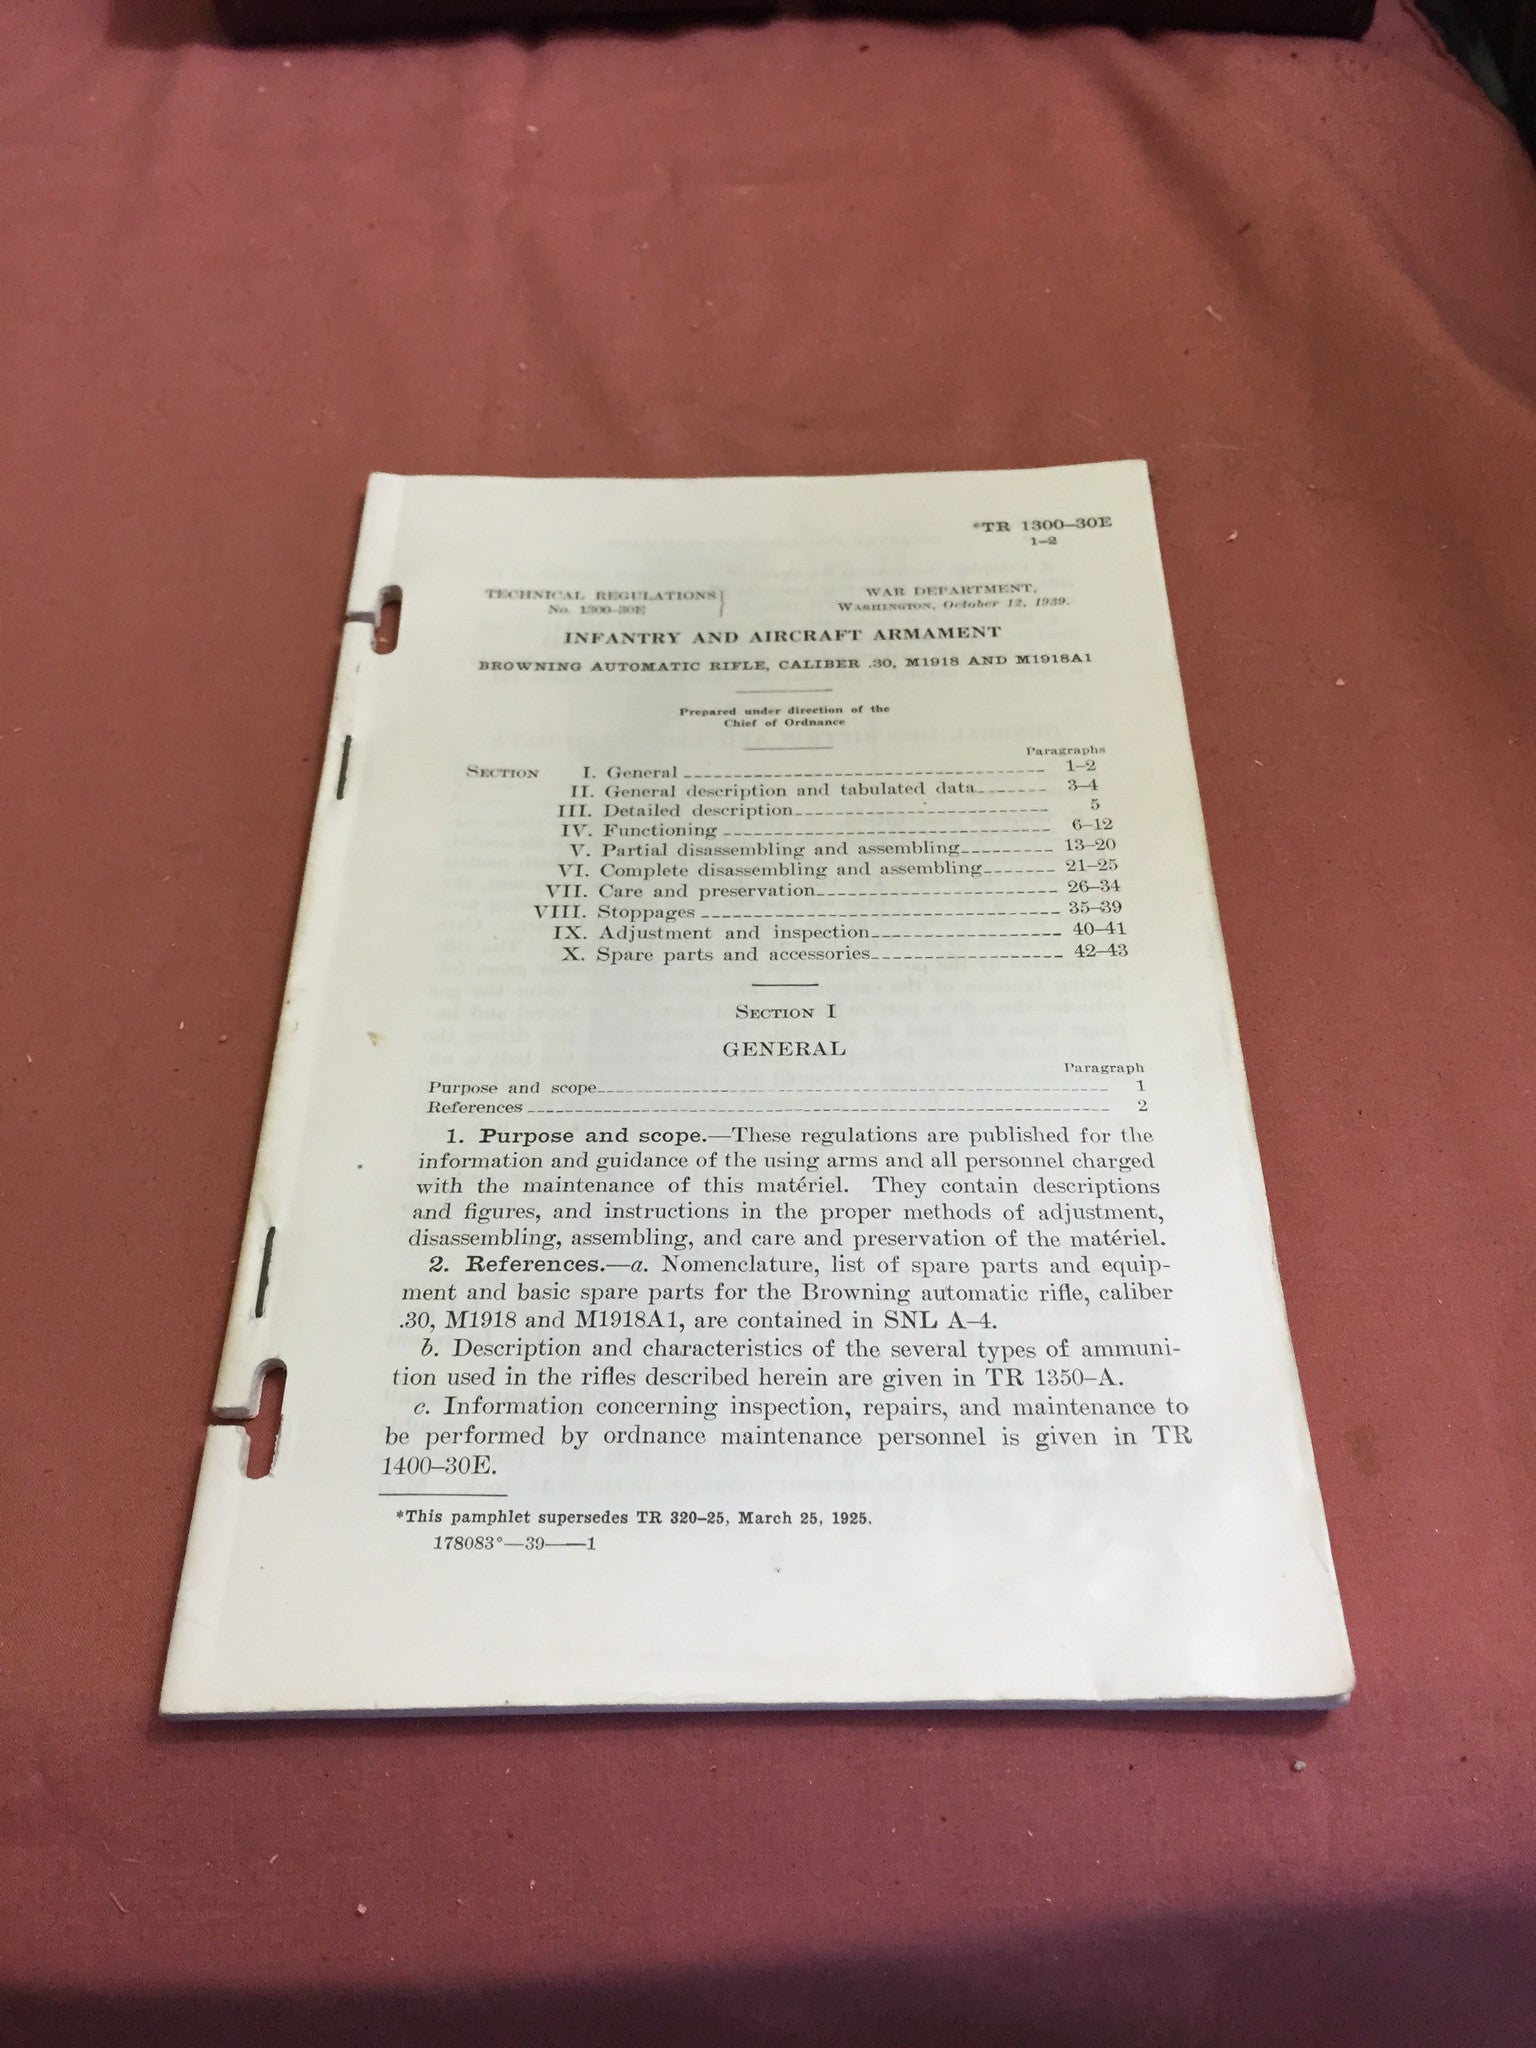 *TR 1300–30E
1–2
TECHNICAL REGULATIONS
No. 1300–30E
WAR DEPARTMENT,
WASHINGTON, October 12, 1939.
INFANTRY AND AIRCRAFT ARMAMENT
BROWNING AUTOMATIC RIFLE, CALIBER .30, M1918 AND M1918A1
Prepared under direction of the
Chief of Ordnance
Paragraphs
SECTION I. General 1–2
II. General description and tabulated data 3–4
III. Detailed description 5
IV. Functioning 6–12
V. Partial disassembling and assembling 13–20
VI. Complete disassembling and assembling 21–25
VII. Care and preservation 26–34
VIII. Stoppages 35–39
IX. Adjustment and inspection 40–41
X. Spare parts and accessories 42–43
SECTION I
GENERAL
Paragraph
Purpose and scope 1
References 2
1. Purpose and scope.—These regulations are published for the
information and guidance of the using arms and all personnel charged
with the maintenance of this matériel. They contain descriptions
and figures, and instructions in the proper methods of adjustment,
disassembling, assembling, and care and preservation of the matériel.
2. References.—a. Nomenclature, list of spare parts and equip-
ment and basic spare parts for the Browning automatic rifle, caliber
.30, M1918 and M1918A1, are contained in SNL A–4.
b. Description and characteristics of the several types of ammuni-
tion used in the rifles described herein are given in TR 1350–A.
c. Information concerning inspection, repairs, and maintenance to
be performed by ordnance maintenance personnel is given in TR
1400–30E.
*This pamphlet supersedes TR 320–25, March 25, 1925.
178083°—39——1